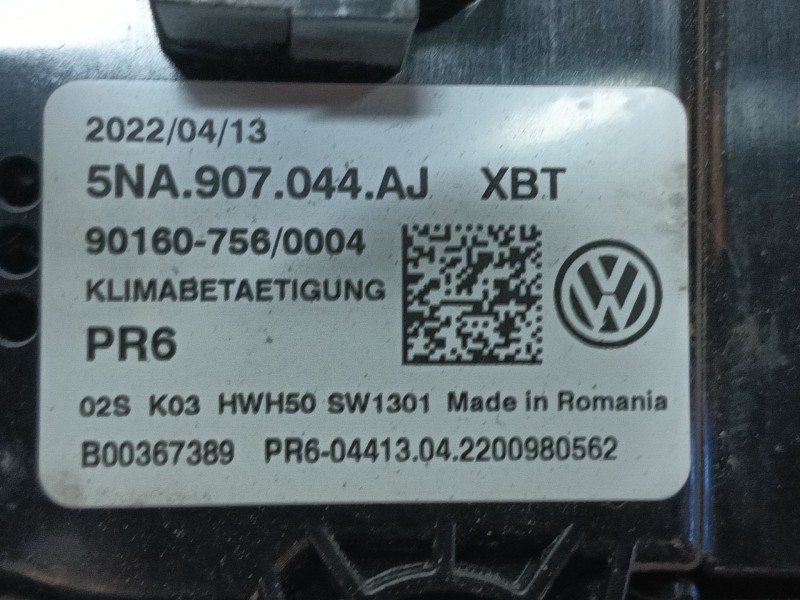 2022/04/13
5NA.907.044.AJ XBT
90160-756/0004
KLIMABETAETIGUNG
PR6
02S K03 HWH50 SW1301 Made in Romania
B00367389 PR6-04413.04.2200980562